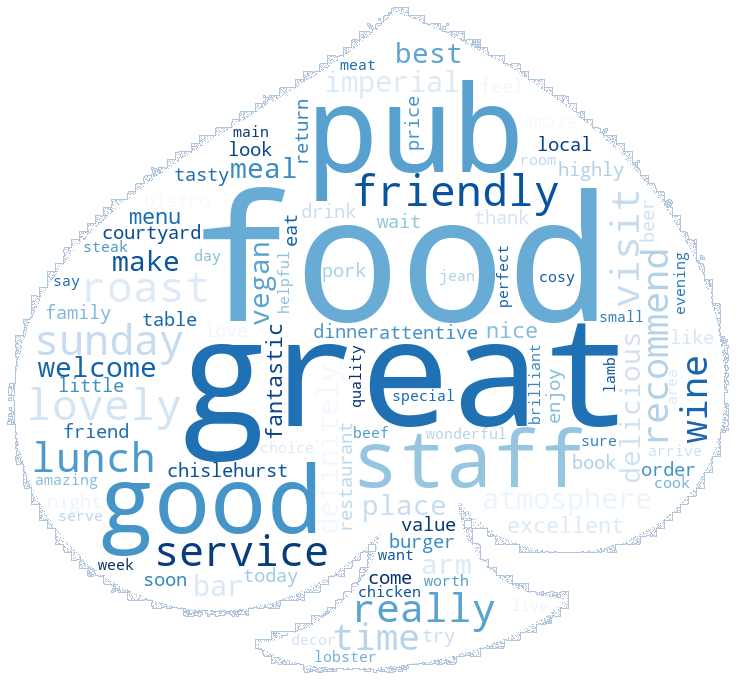 best
meat
imperial
feel
pub
price
return
amaze
main
look
local
room
highly
tasty
meal
friendly
bistro
food
menu
drink
wait
thank
visit
beer
courtyard
eat
steak
day
vegan
make
helpful
pork
jean
perfect
cosy
recommend
evening
say
roast
family
table
love
dinner
attentive
nice
small
like
sunday
great
fantastic
delicious
wine
welcome
quality
special
brilliant
enjoy
lamb
area
little
lovely
friend
definitely
restaurant
beef
wonderful
staff
sure
choice
lunch
chislehurst
book
arrive
order
cook
amazing
good
night
serve
place
atmosphere
excellent
value
service
burger
want
week
soon
bar
today
come
arm
worth
chicken
really
live
time
try
decor
lobster